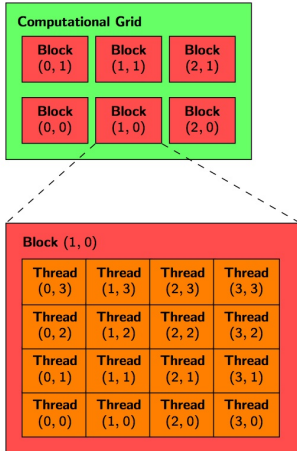 Computational Grid
Block Block Block
(0, 1) (1, 1) (2, 1)
Block Block Block
(0, 0) (1, 0) (2, 0)
Block (1, 0)
Thread Thread Thread Thread
(0, 3) (1, 3) (2, 3) (3, 3)
Thread Thread Thread Thread
(0, 2) (1, 2) (2, 2) (3, 2)
Thread Thread Thread Thread
(0, 1) (1, 1) (2, 1) (3, 1)
Thread Thread Thread Thread
(0, 0) (1, 0) (2, 0) (3, 0)